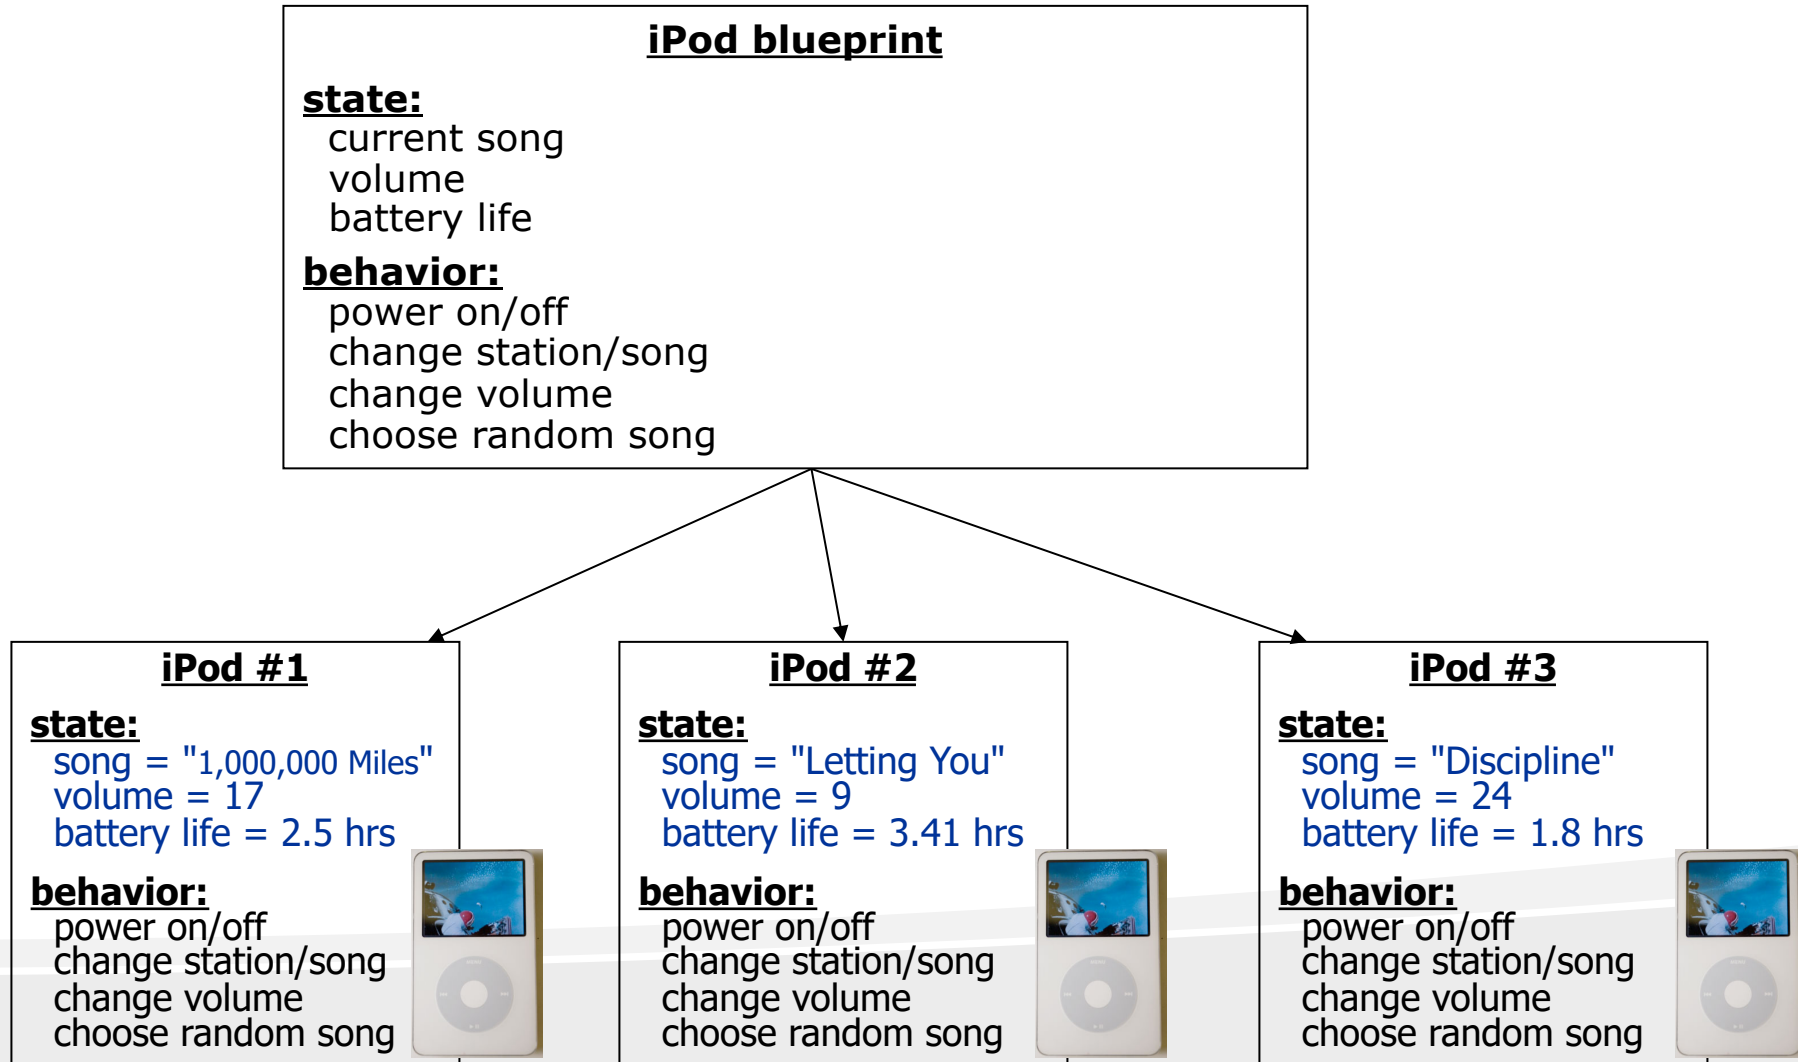 iPod blueprint
state:
current song
volume
battery life
behavior:
power on/off
change station/song
change volume
choose random song
iPod #1
state:
song = "1,000,000 Miles"
volume = 17
battery life = 2.5 hrs
behavior:
power on/off
change station/song
change volume
choose random song
iPod #2
state:
song = "Letting You"
volume = 9
battery life = 3.41 hrs
behavior:
power on/off
change station/song
change volume
choose random song
iPod #3
state:
song = "Discipline"
volume = 24
battery life = 1.8 hrs
behavior:
power on/off
change station/song
change volume
choose random song